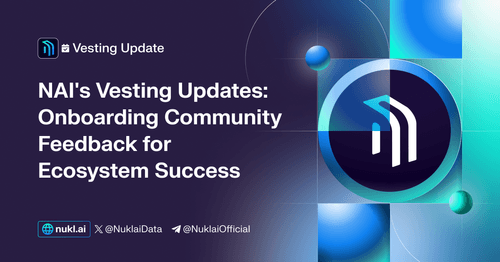 Vesting Update
NAI's Vesting Updates:
Onboarding Community
Feedback for
Ecosystem Success
nukl.ai @NuklaiData @NuklaiOfficial